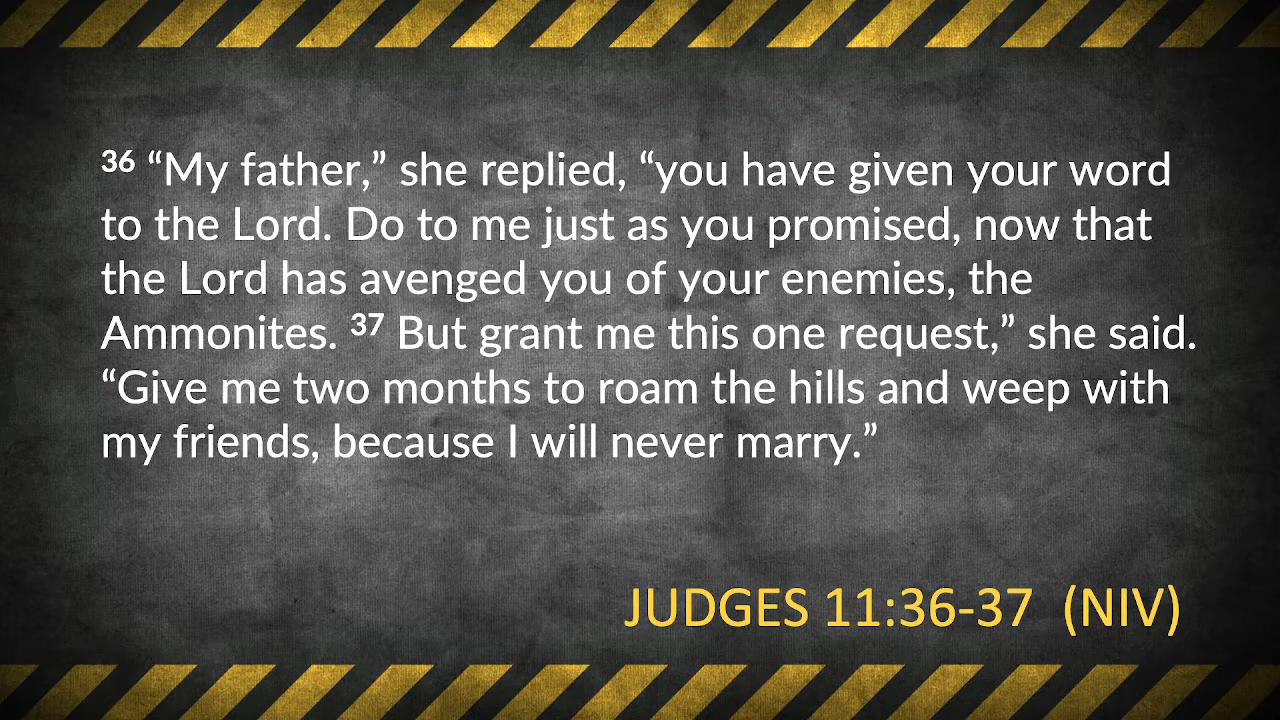 36 “My father,” she replied, “you have given your word
to the Lord. Do to me just as you promised, now that
the Lord has avenged you of your enemies, the
Ammonites. 37 But grant me this one request,” she said.
“Give me two months to roam the hills and weep with
my friends, because I will never marry.”
JUDGES 11:36-37 (NIV)